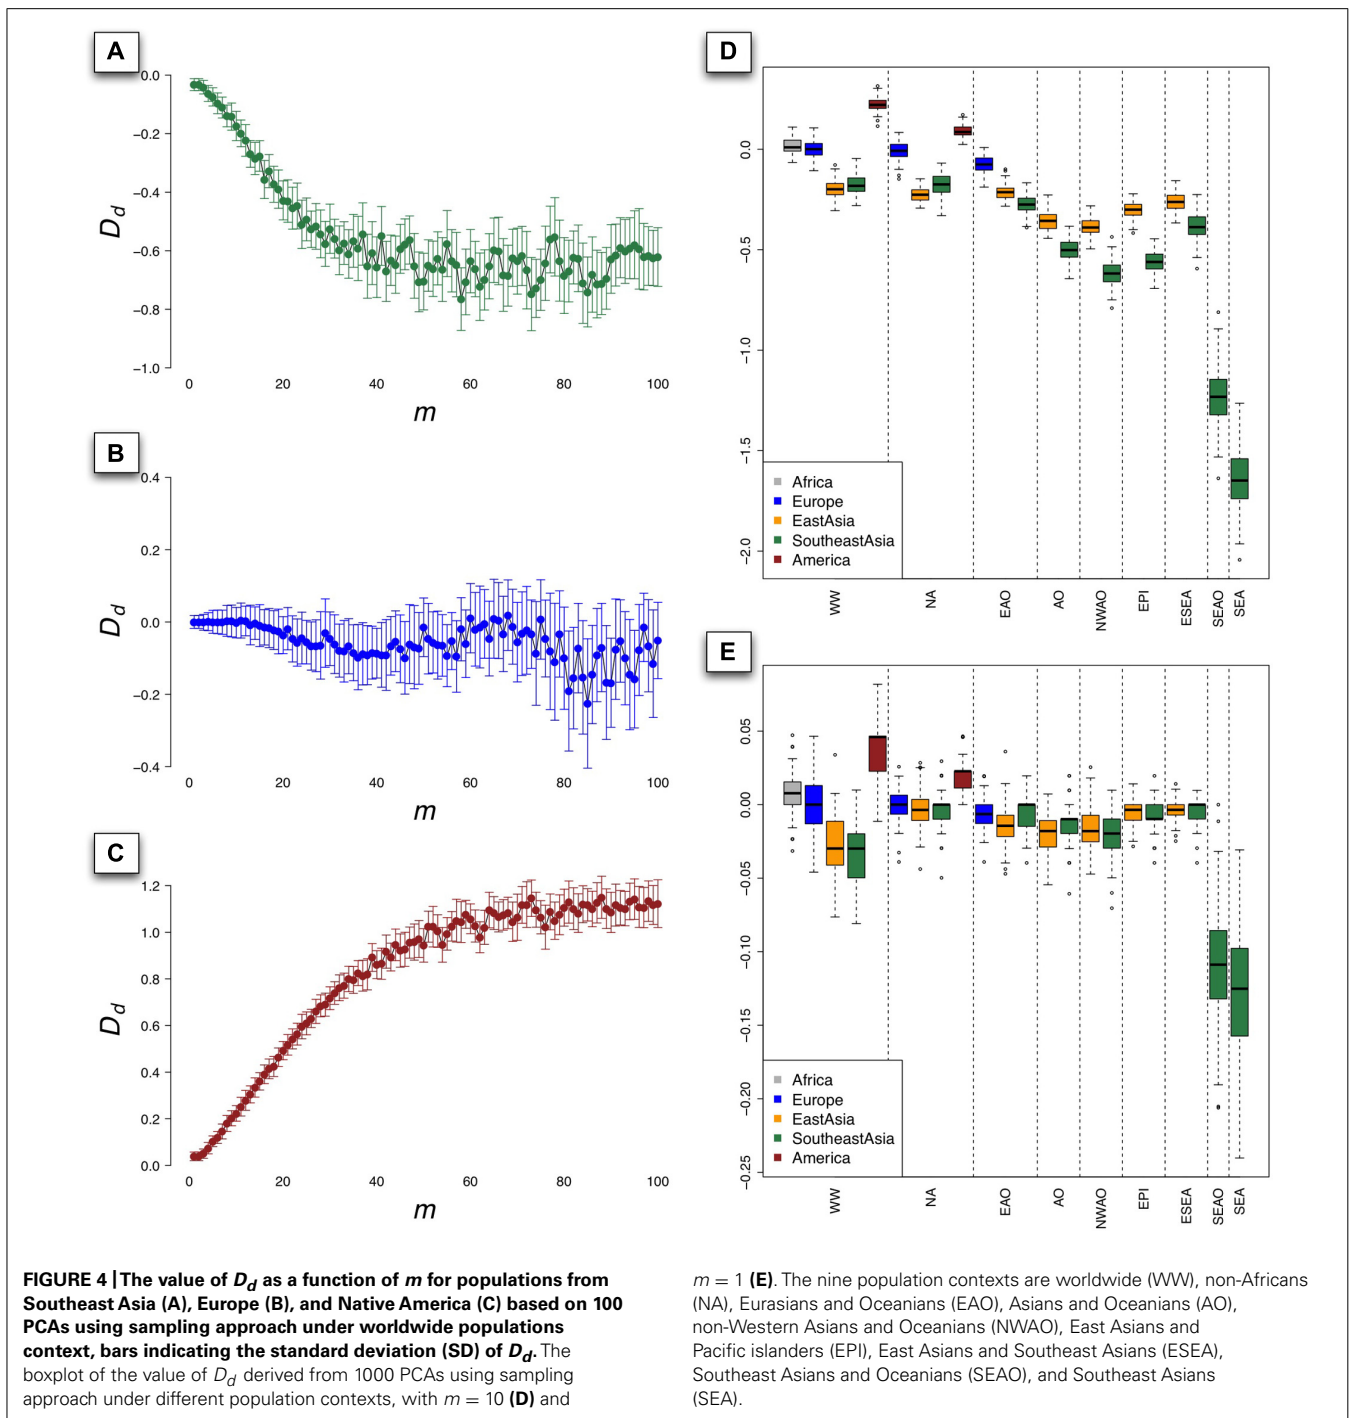 A
0.0
−0.2
−0.4
−0.6
−0.8
−1.0
D_d
0 20 40 60 80 100
m
B
0.4
0.2
0.0
−0.2
−0.4
D_d
0 20 40 60 80 100
m
C
1.2
1.0
0.8
0.6
0.4
0.2
0.0
D_d
0 20 40 60 80 100
m
D
0.0
−0.5
−1.0
−1.5
−2.0
Africa
Europe
EastAsia
SoutheastAsia
America
WW NA EAO AO NWAO EPI ESEA SEAO SEA
E
0.05
0.00
−0.05
−0.10
−0.15
−0.20
−0.25
Africa
Europe
EastAsia
SoutheastAsia
America
WW NA EAO AO NWAO EPI ESEA SEAO SEA
FIGURE 4 | The value of D_d as a function of m for populations from
Southeast Asia (A), Europe (B), and Native America (C) based on 100
PCAs using sampling approach under worldwide populations
context, bars indicating the standard deviation (SD) of D_d. The
boxplot of the value of D_d derived from 1000 PCAs using sampling
approach under different population contexts, with m = 10 (D) and
m = 1 (E). The nine population contexts are worldwide (WW), non-Africans
(NA), Eurasians and Oceanians (EAO), Asians and Oceanians (AO),
non-Western Asians and Oceanians (NWAO), East Asians and
Pacific islanders (EPI), East Asians and Southeast Asians (ESEA),
Southeast Asians and Oceanians (SEAO), and Southeast Asians
(SEA).